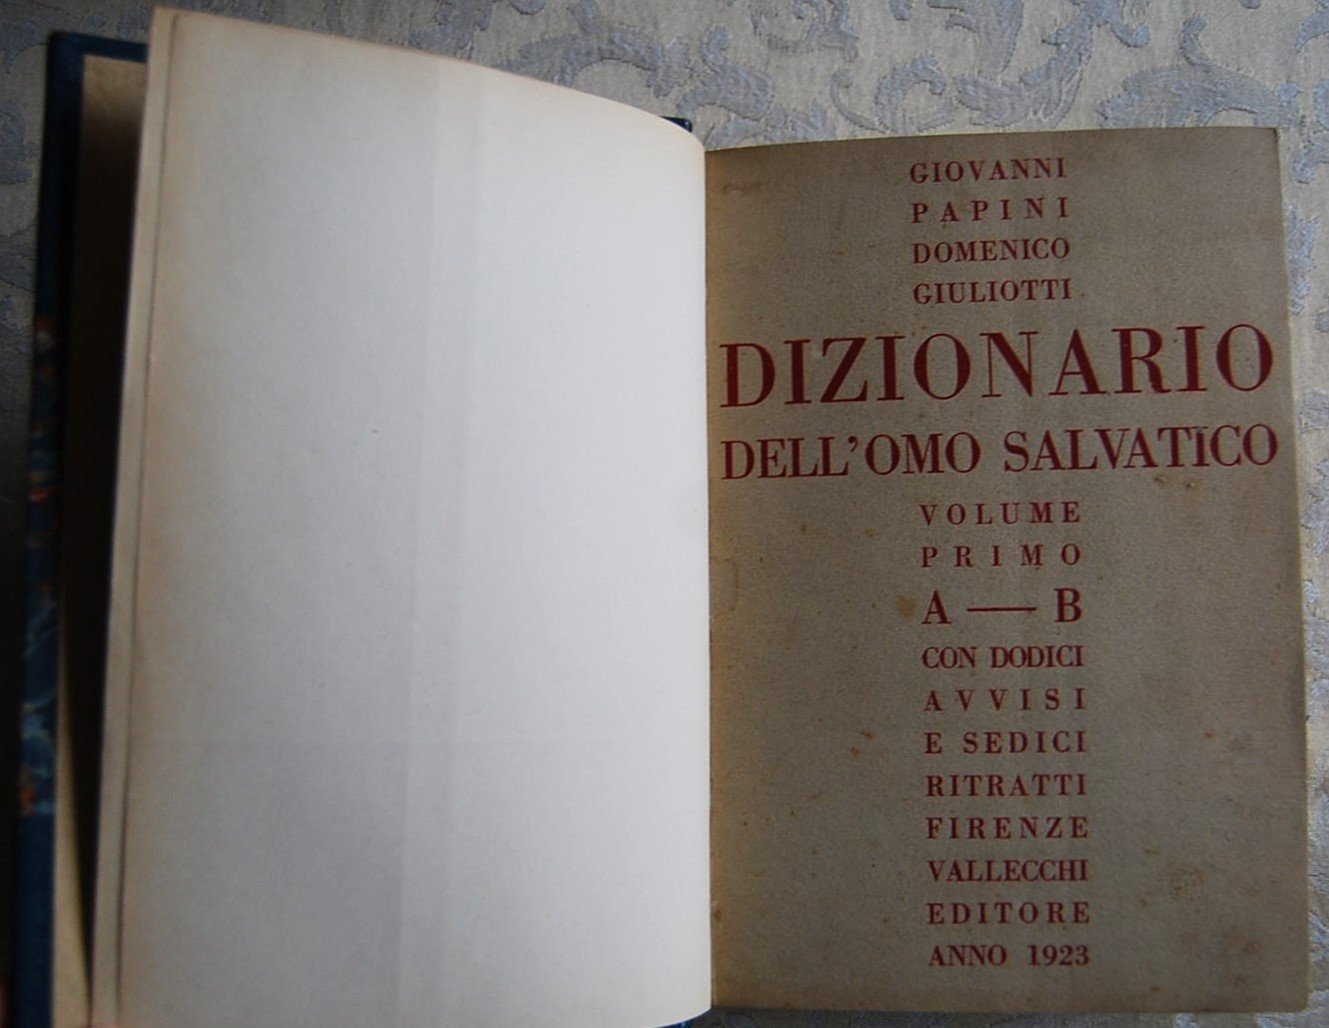 GIOVANNI
PAPINI
DOMENICO
GIULIOTTI
DIZIONARIO
DELL'OMO SALVATICO
VOLUME
PRIMO
A — B
CON DODICI
AVVISI
E SEDICI
RITRATTI
FIRENZE
VALLECCHI
EDITORE
ANNO 1923